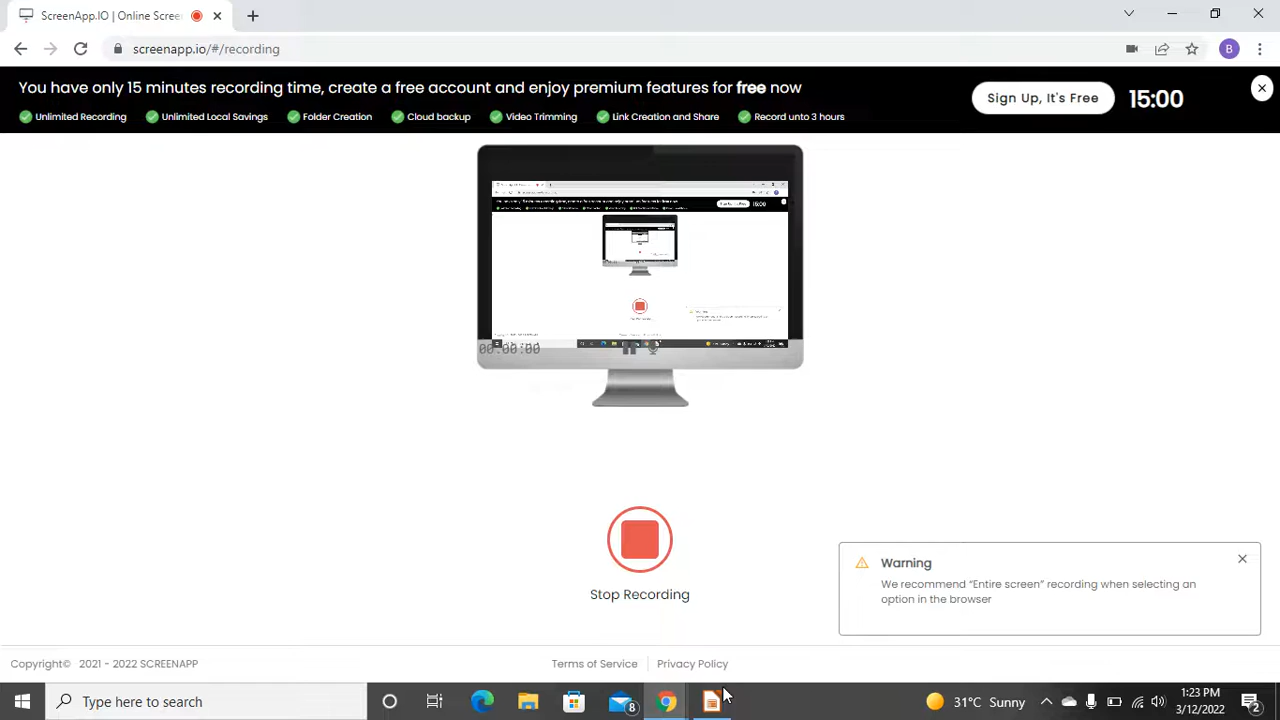 ScreenApp.IO | Online Scree
screenapp.io/#/recording
B
You have only 15 minutes recording time, create a free account and enjoy premium features for free now
Sign Up, It's Free
15:00
Unlimited Recording
Unlimited Local Savings
Folder Creation
Cloud backup
Video Trimming
Link Creation and Share
Record unto 3 hours
15:00
00:00:00
Stop Recording
Warning
We recommend “Entire screen” recording when selecting an
option in the browser
Copyright© 2021 - 2022 SCREENAPP
Terms of Service
Privacy Policy
Type here to search
8
31°C Sunny
1:23 PM
3/12/2022
2